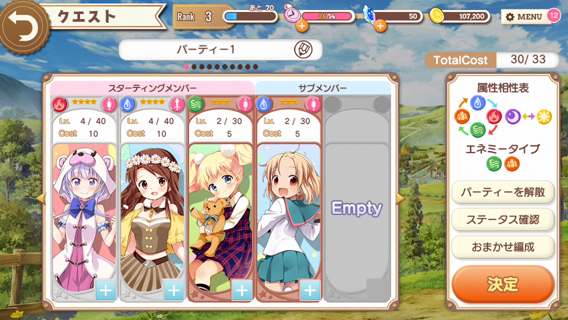 クエスト
Rank 3
あと 70
50
107,200
MENU
12
パーティー1
TotalCost 30/ 33
スターティングメンバー
サブメンバー
Lv. 4 / 40
Cost 10
Lv. 4 / 40
Cost 10
Lv. 2 / 30
Cost 5
Lv. 2 / 30
Cost 5
Empty
属性相性表
エネミータイプ
パーティーを解散
ステータス確認
おまかせ編成
決定